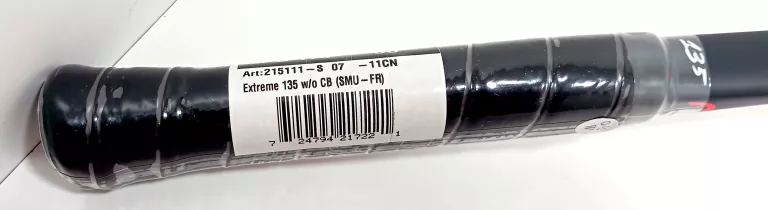 Art:215111-S 07 -11CN
Extreme 135 w/o CB (SMU-FR)
7 24794 21722 1
135